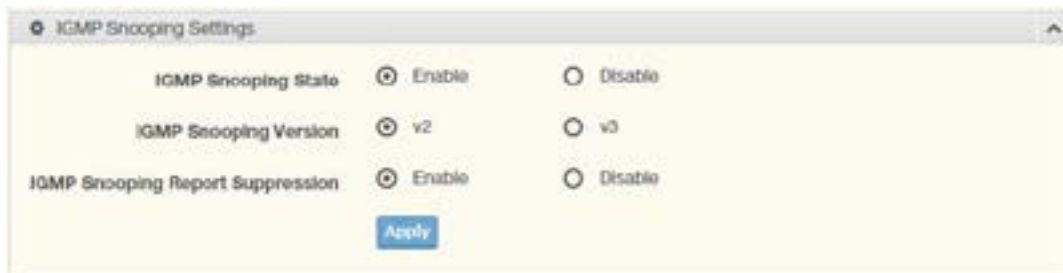 IGMP Snooping Settings
IGMP Snooping State Enable Disable
IGMP Snooping Version v2 v3
IGMP Snooping Report Suppression Enable Disable
Apply